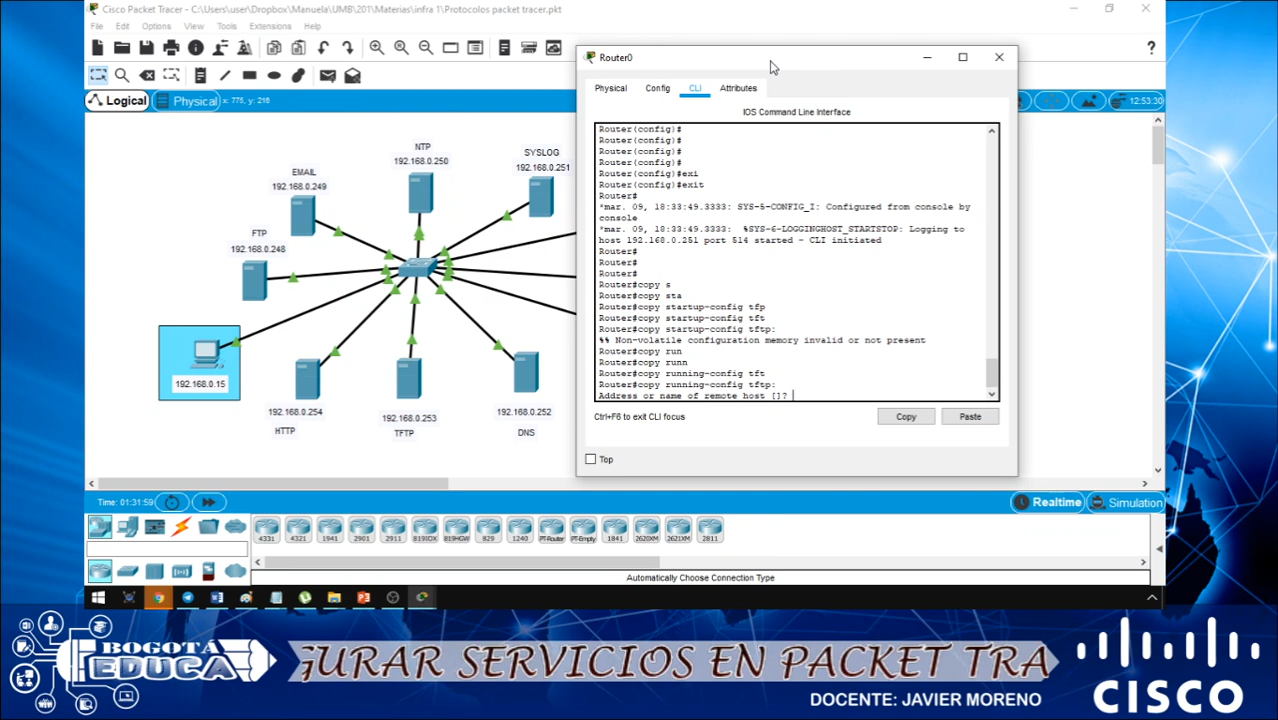 Cisco Packet Tracer - C:\Users\user\Dropbox\Manuela\UMB\201\Materias\infra 1\Protocolos packet tracer.pkt
File Edit Options View Tools Extensions Help
?
Logical Physical x: 775, y: 216
12:53:30
Router0
Physical Config CLI Attributes
IOS Command Line Interface
Router(config)#
Router(config)#
Router(config)#
Router(config)#
Router(config)#exi
Router(config)#exit
Router#
*mar. 09, 18:33:49.3333: SYS-5-CONFIG_I: Configured from console by
console
*mar. 09, 18:33:49.3333: %SYS-6-LOGGINGHOST_STARTSTOP: Logging to
host 192.168.0.251 port 514 started - CLI initiated
Router#
Router#
Router#
Router#copy s
Router#copy sta
Router#copy startup-config tfp
Router#copy startup-config tft
Router#copy startup-config tftp:
%% Non-volatile configuration memory invalid or not present
Router#copy run
Router#copy runn
Router#copy running-config tft
Router#copy running-config tftp:
Address or name of remote host []?
Ctrl+F6 to exit CLI focus
Copy Paste
Top
NTP
192.168.0.250
SYSLOG
192.168.0.251
EMAIL
192.168.0.249
FTP
192.168.0.248
192.168.0.15
192.168.0.254
HTTP
192.168.0.253
TFTP
192.168.0.252
DNS
Time: 01:31:59
Realtime Simulation
4331 4321 1941 2901 2911 819IOX 819HGW 829 1240 PT-Router PT-Empty 1841 2620XM 2621XM 2811
Automatically Choose Connection Type
BOGOTÁ
EDUCA
GURAR SERVICIOS EN PACKET TRA
DOCENTE: JAVIER MORENO
CISCO